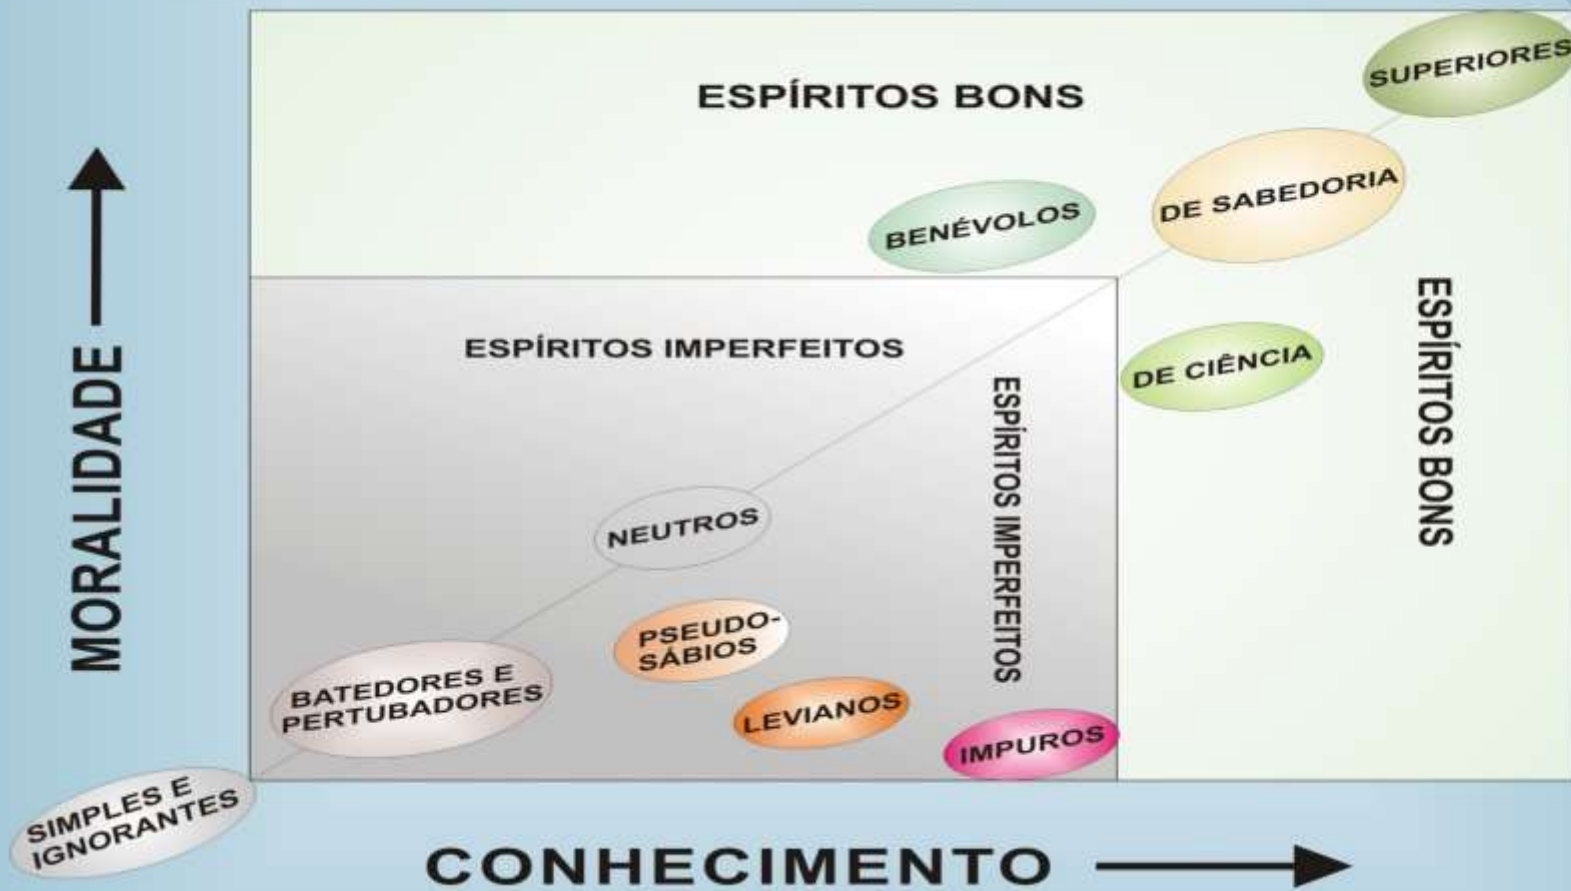 SUPERIORES
ESPÍRITOS BONS
DE SABEDORIA
BENÉVOLOS
ESPÍRITOS BONS
ESPÍRITOS IMPERFEITOS
DE CIÊNCIA
ESPÍRITOS IMPERFEITOS
MORALIDADE
NEUTROS
PSEUDO-
SÁBIOS
BATEDORES E
PERTUBADORES
LEVIANOS
IMPUROS
SIMPLES E
IGNORANTES
CONHECIMENTO